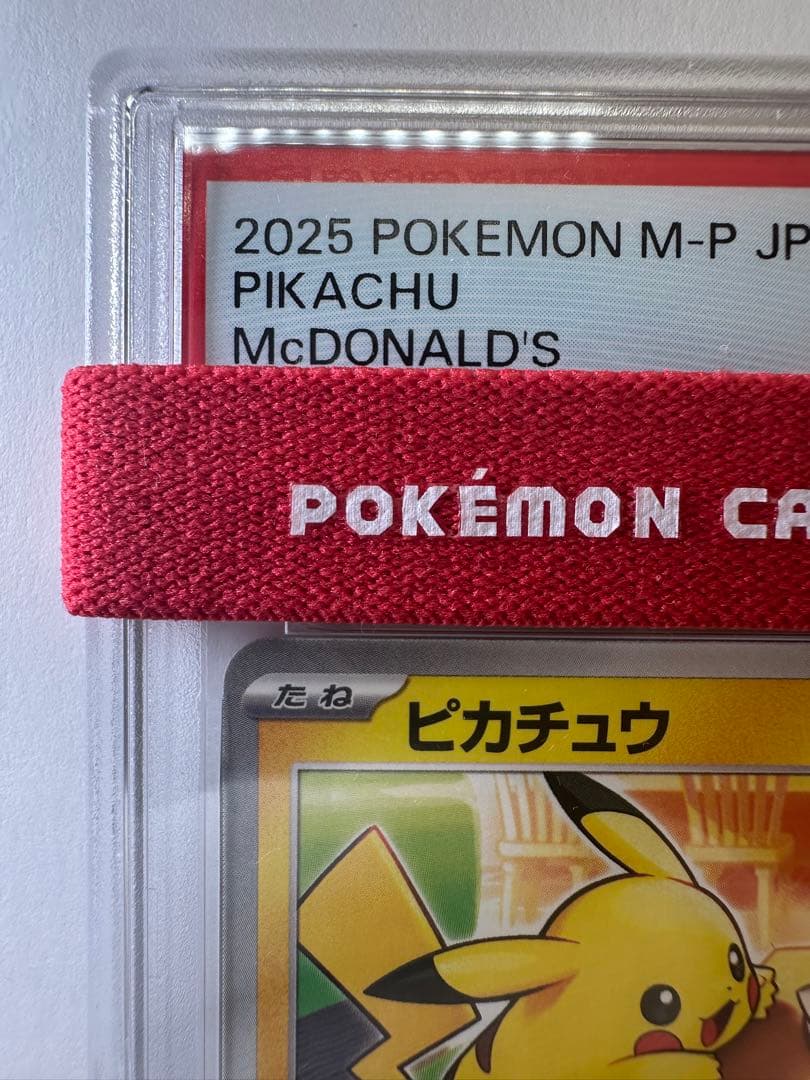 2025 POKEMON M-P JP
PIKACHU
McDONALD'S
POKÉMON CA
たね
ピカチュウ